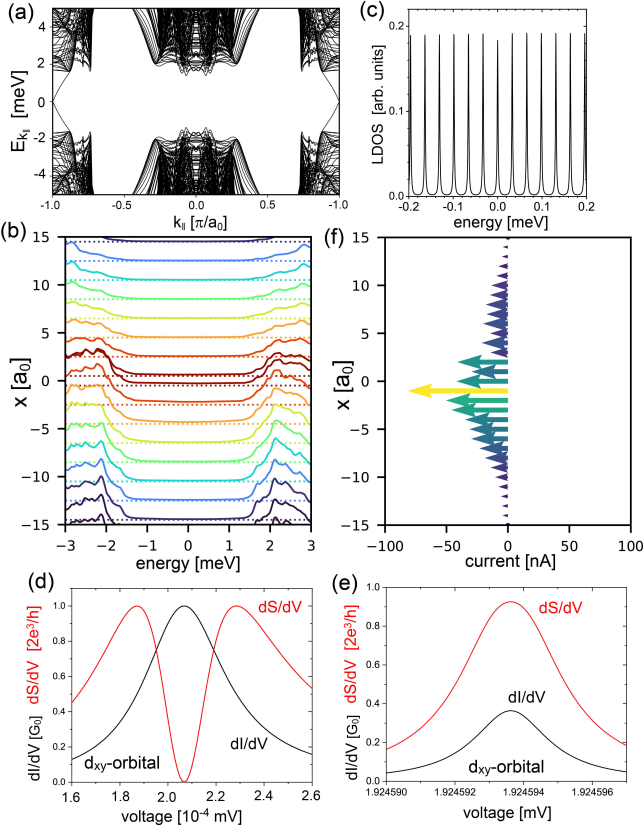 (a)
E_k∥ [meV]
4
2
0
-2
-4
-1.0 -0.5 0.0 -0.5 -1.0
k∥ [π/a₀]
(c)
LDOS [arb. units]
0.2
0.1
0.0
-0.2 -0.1 0.0 0.1 0.2
energy [meV]
(b)
x [a₀]
15
10
5
0
−5
−10
−15
−3 −2 −1 0 1 2 3
energy [meV]
(f)
x [a₀]
15
10
5
0
−5
−10
−15
−100 −50 0 50 100
current [nA]
(d)
dS/dV [2e³/h]
dI/dV [G₀]
1.0
0.8
0.6
0.4
0.2
0.0
dS/dV
dI/dV
dxy-orbital
1.6 1.8 2.0 2.2 2.4 2.6
voltage [10⁻⁴ mV]
(e)
dS/dV [2e³/h]
dI/dV [G₀]
1.0
0.8
0.6
0.4
0.2
0.0
dS/dV
dI/dV
dxy-orbital
1.924590 1.924592 1.924594 1.924596
voltage [mV]